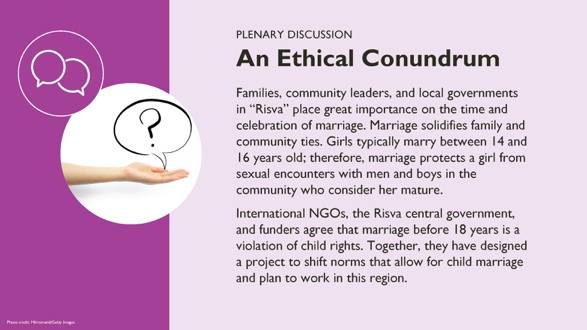 PLENARY DISCUSSION
An Ethical Conundrum
Families, community leaders, and local governments
in “Risva” place great importance on the time and
celebration of marriage. Marriage solidifies family and
community ties. Girls typically marry between 14 and
16 years old; therefore, marriage protects a girl from
sexual encounters with men and boys in the
community who consider her mature.
International NGOs, the Risva central government,
and funders agree that marriage before 18 years is a
violation of child rights. Together, they have designed
a project to shift norms that allow for child marriage
and plan to work in this region.
?